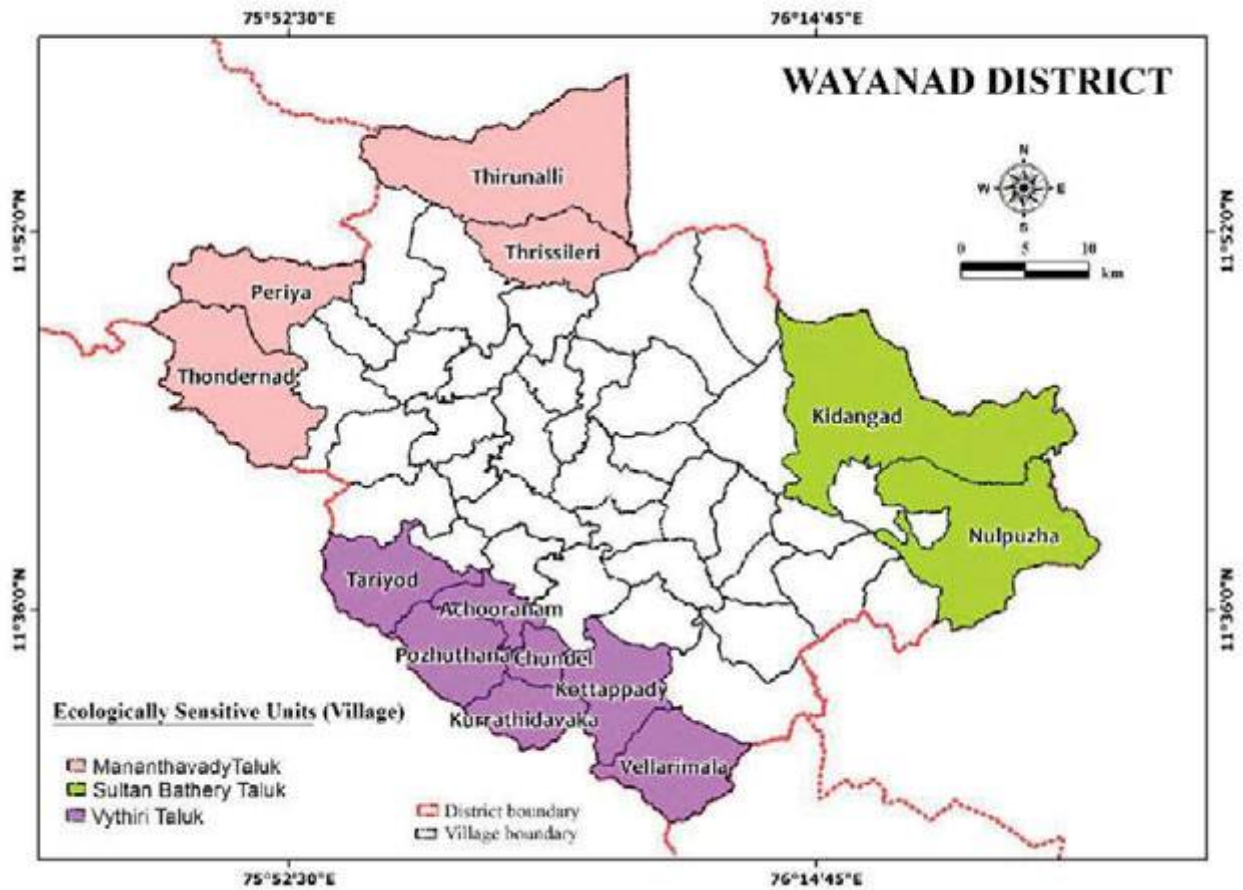 75°52'30"E
76°14'45"E
WAYANAD DISTRICT
N
W
E
S
0 5 10
km
11°52'0"N
11°52'0"N
Thirunalli
Thrissileri
Periya
Thondernad
Kidangad
Nulpuzha
Tariyod
Achooranam
Pozhuthana
Chundel
Kottappady
Kunathidavaka
Vellarimala
11°36'0"N
11°36'0"N
Ecologically Sensitive Units (Village)
MananthavadyTaluk
Sultan Bathery Taluk
Vythiri Taluk
District boundary
Village boundary
75°52'30"E
76°14'45"E